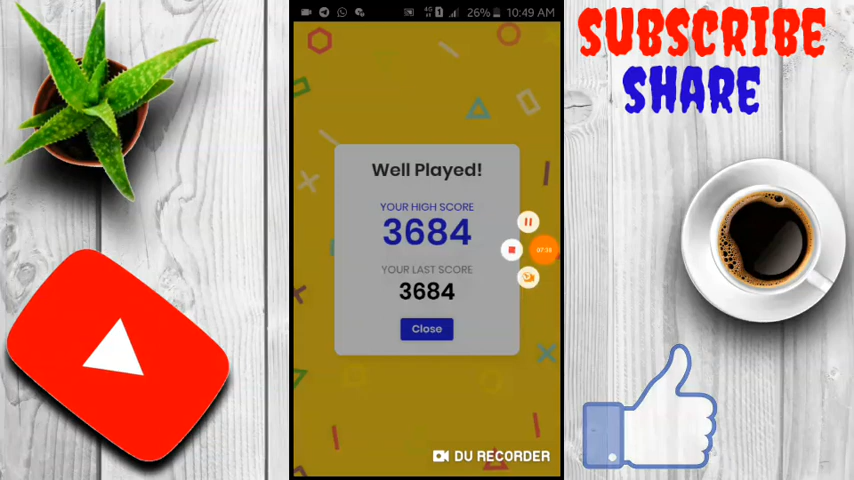 26% 10:49 AM
SUBSCRIBE
SHARE
Well Played!
YOUR HIGH SCORE
3684
YOUR LAST SCORE
3684
Close
DU RECORDER